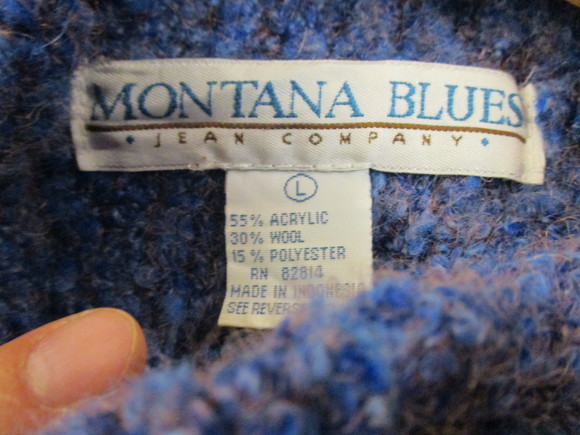 MONTANA BLUES
JEAN COMPANY
L
55% ACRYLIC
30% WOOL
15% POLYESTER
RN 82814
MADE IN INDONESIA
SEE REVERSE